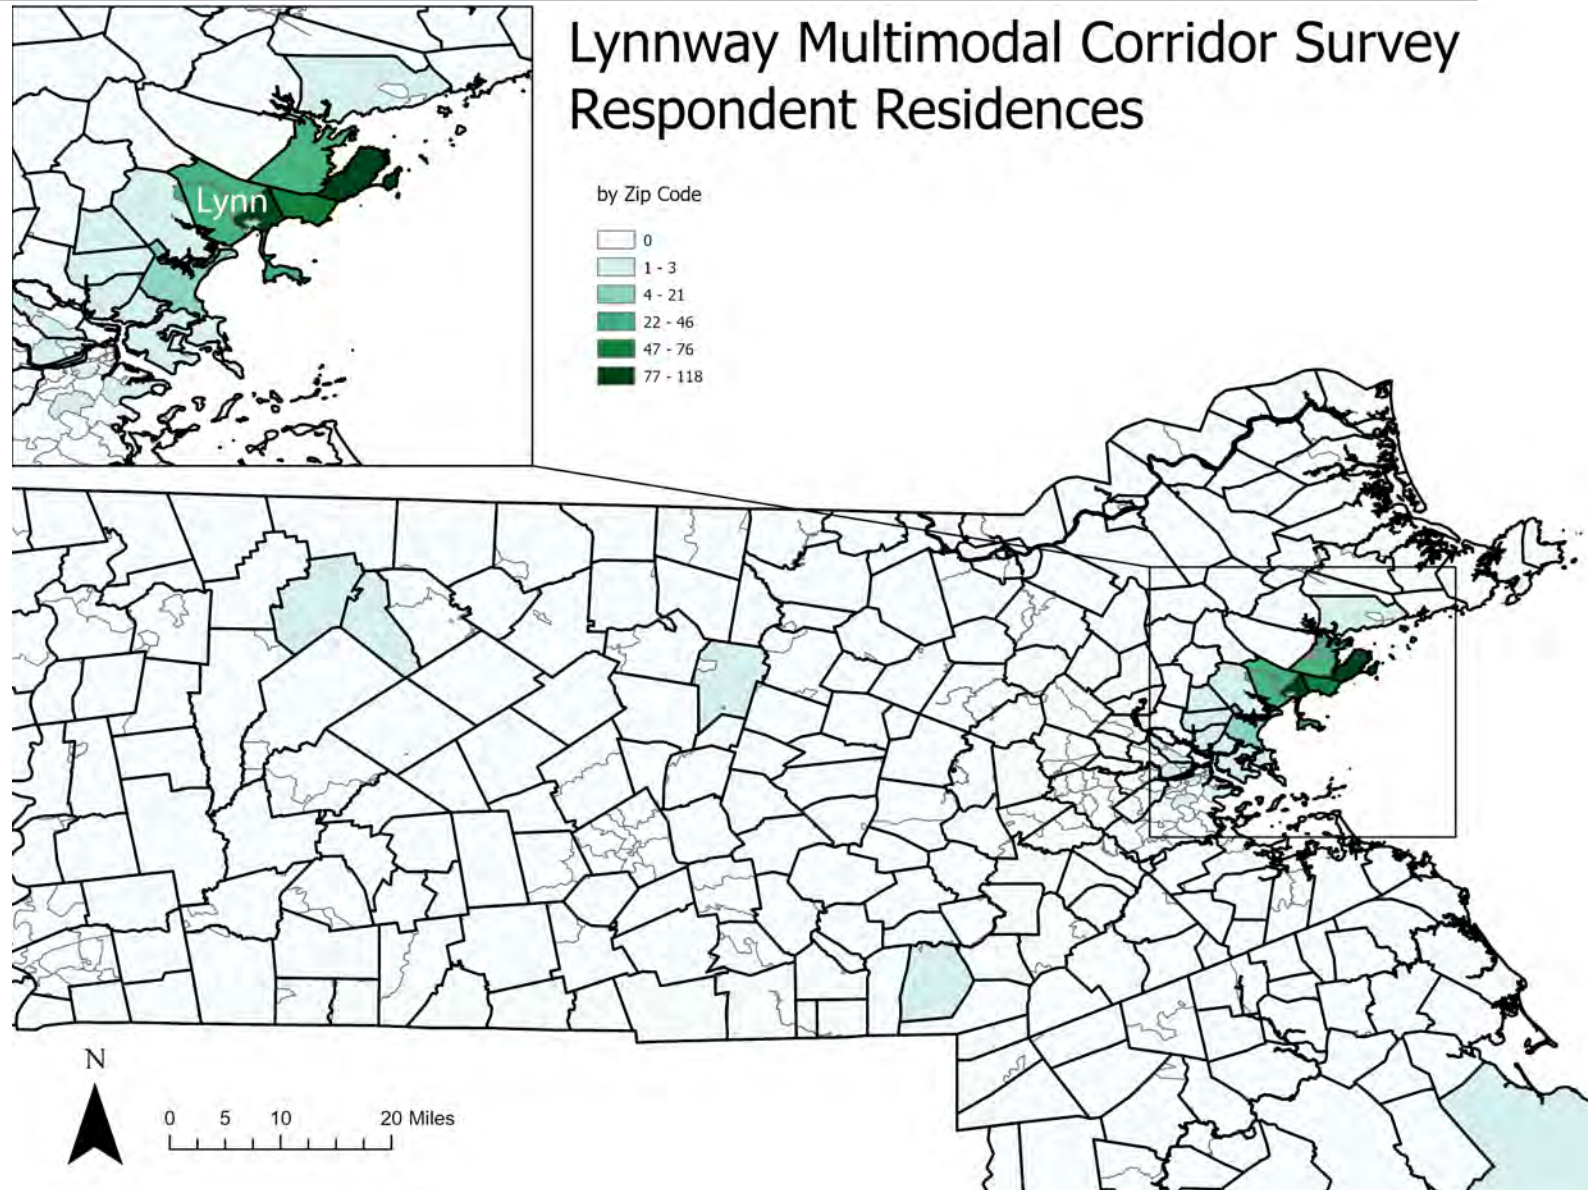 Lynnway Multimodal Corridor Survey
Respondent Residences
by Zip Code
0
1 - 3
4 - 21
22 - 46
47 - 76
77 - 118
Lynn
N
0 5 10 20 Miles